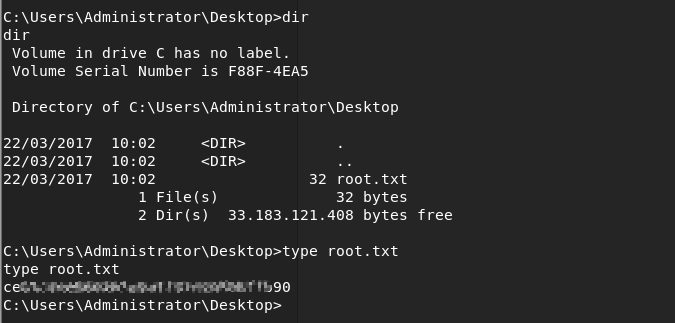 C:\Users\Administrator\Desktop>dir
dir
 Volume in drive C has no label.
 Volume Serial Number is F88F-4EA5

 Directory of C:\Users\Administrator\Desktop

22/03/2017  10:02     <DIR>          .
22/03/2017  10:02     <DIR>          ..
22/03/2017  10:02                 32 root.txt
               1 File(s)             32 bytes
               2 Dir(s)  33.183.121.408 bytes free

C:\Users\Administrator\Desktop>type root.txt
type root.txt
C:\Users\Administrator\Desktop>